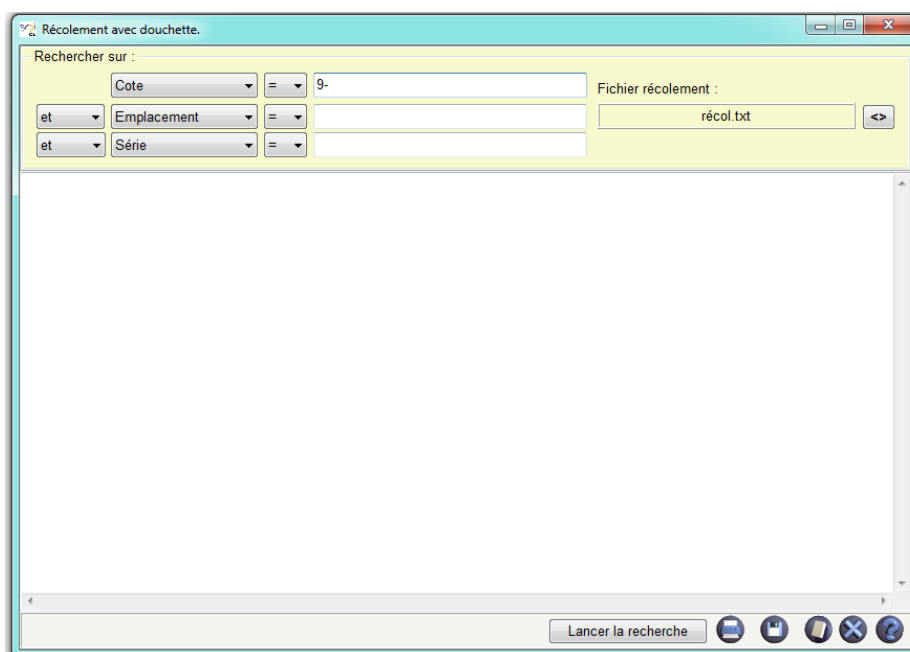 Récolement avec douchette.
Rechercher sur :
Cote = 9-
Fichier récolement :
et Emplacement = récol.txt <>
et Série =
Lancer la recherche